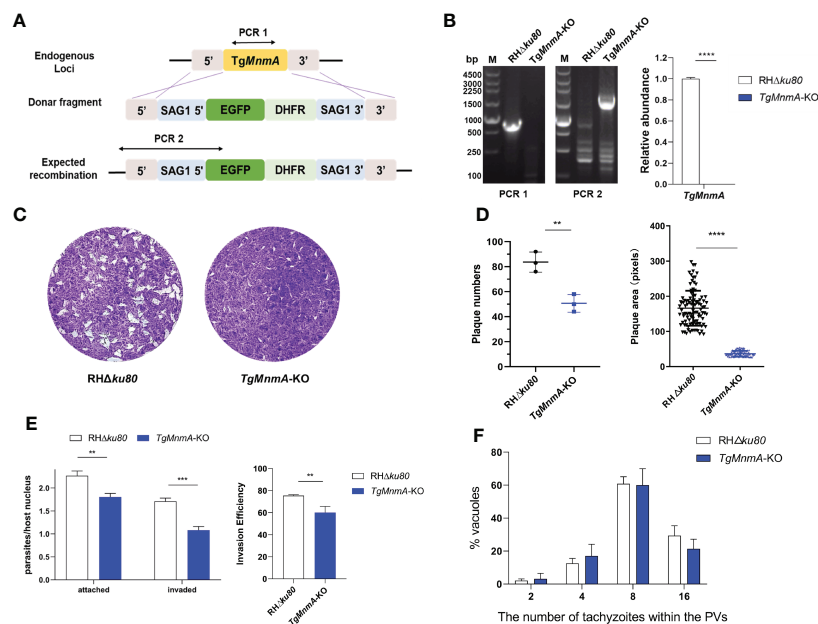 A
PCR 1
Endogenous
Loci
5' TgMnmA 3'
Donar fragment
5' SAG1 5' EGFP DHFR SAG1 3' 3'
PCR 2
Expected
recombination
5' SAG1 5' EGFP DHFR SAG1 3' 3'
B
bp M RHΔku80 TgMnmA-KO M RHΔku80 TgMnmA-KO
4500
3000
2250
1500
1000
500
250
100
PCR 1 PCR 2
Relative abundance
1.2
1.0
0.8
0.6
0.4
0.2
0.0
****
TgMnmA
RHΔku80
TgMnmA-KO
C
RHΔku80 TgMnmA-KO
D
Plaque numbers
100
80
60
40
20
0
**
RHΔku80 TgMnmA-KO
Plaque area (pixels)
400
300
200
100
0
****
RHΔku80 TgMnmA-KO
E
RHΔku80 TgMnmA-KO
parasites/host nucleus
2.0
1.5
1.0
0.5
0.0
**
***
attached invaded
Invasion Efficiency
100
80
60
40
20
0
**
RHΔku80 TgMnmA-KO
RHΔku80
TgMnmA-KO
F
RHΔku80
TgMnmA-KO
% vacuoles
80
60
40
20
0
2 4 8 16
The number of tachyzoites within the PVs